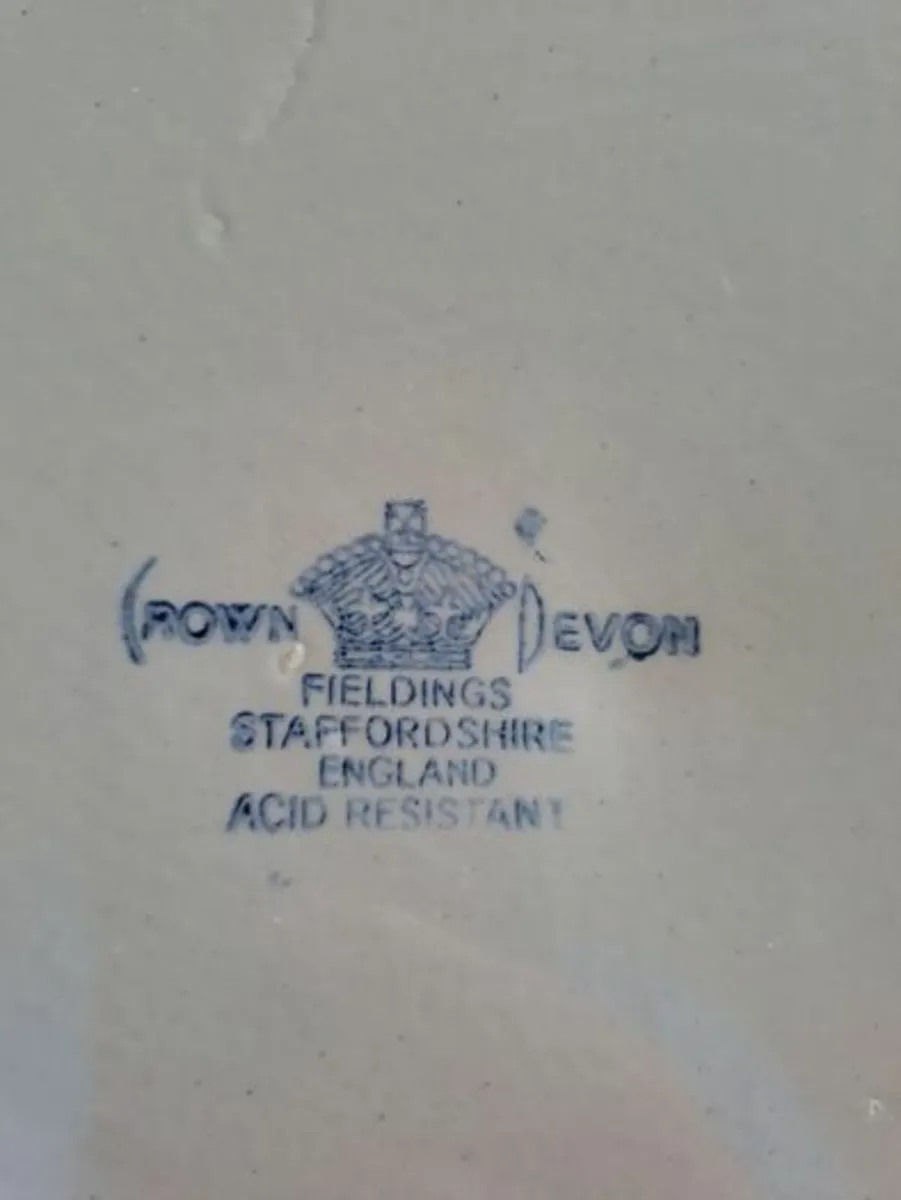 CROWN DEVON
FIELDINGS
STAFFORDSHIRE
ENGLAND
ACID RESISTANT